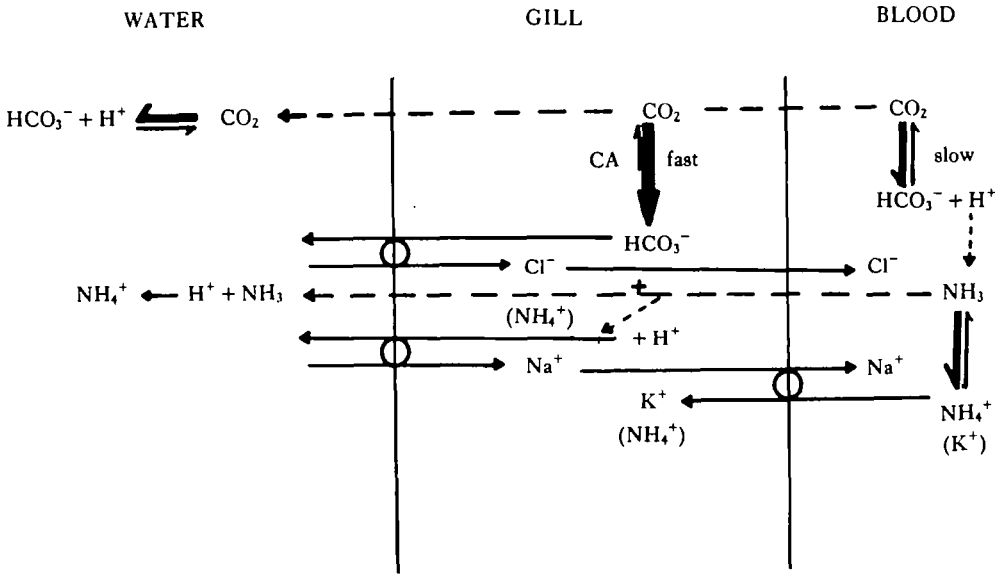 WATER GILL BLOOD
HCO₃⁻ + H⁺ CO₂ CO₂ CO₂
CA fast slow
HCO₃⁻ + H⁺
HCO₃⁻
Cl⁻ Cl⁻
NH₄⁺ H⁺ + NH₃ + NH₃
(NH₄⁺)
+ H⁺
Na⁺ Na⁺
K⁺ NH₄⁺
(NH₄⁺) (K⁺)